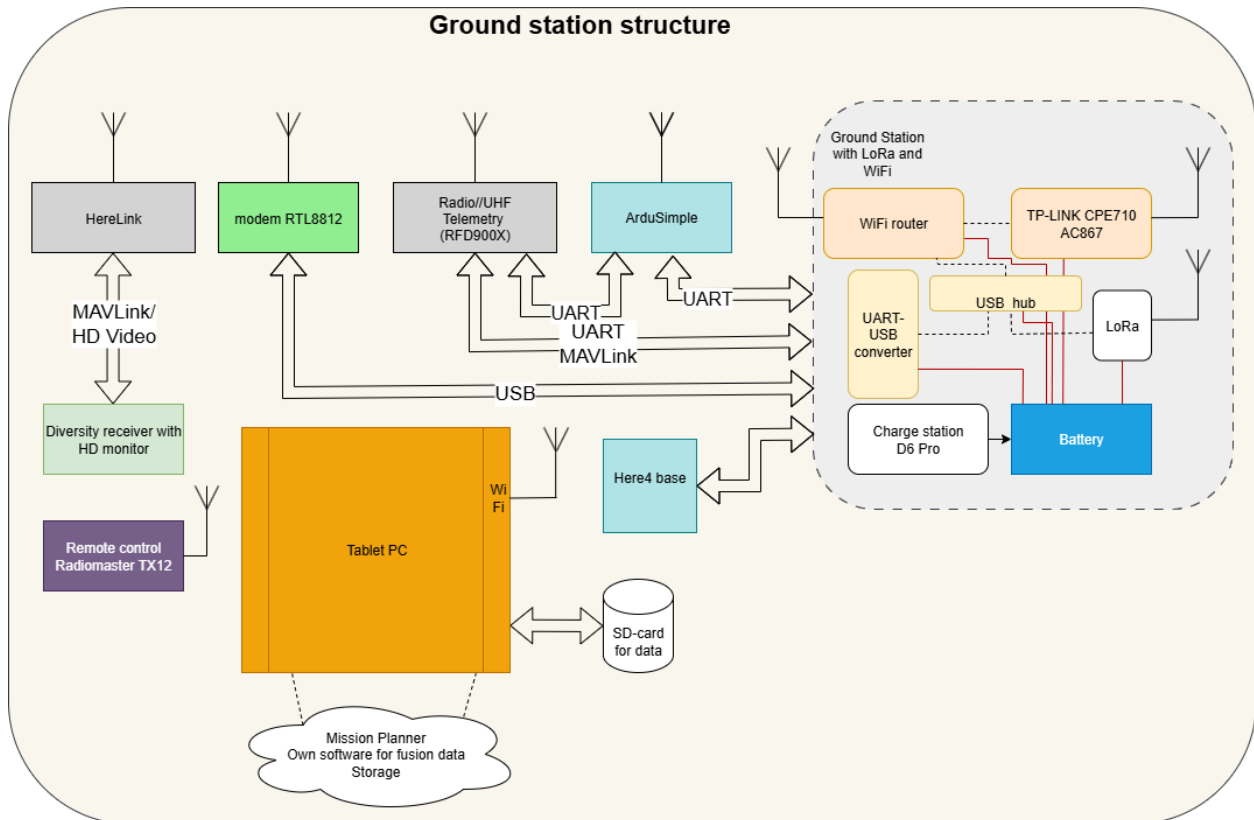 Ground station structure
HereLink
modem RTL8812
Radio//UHF
Telemetry
(RFD900X)
ArduSimple
Ground Station
with LoRa and
WiFi
WiFi router
TP-LINK CPE710
AC867
USB hub
UART-
USB
converter
LoRa
Charge station
D6 Pro
Battery
MAVLink/
HD Video
UART
UART
UART
MAVLink
USB
Diversity receiver with
HD monitor
Remote control
Radiomaster TX12
Tablet PC
Wi
Fi
Here4 base
SD-card
for data
Mission Planner
Own software for fusion data
Storage